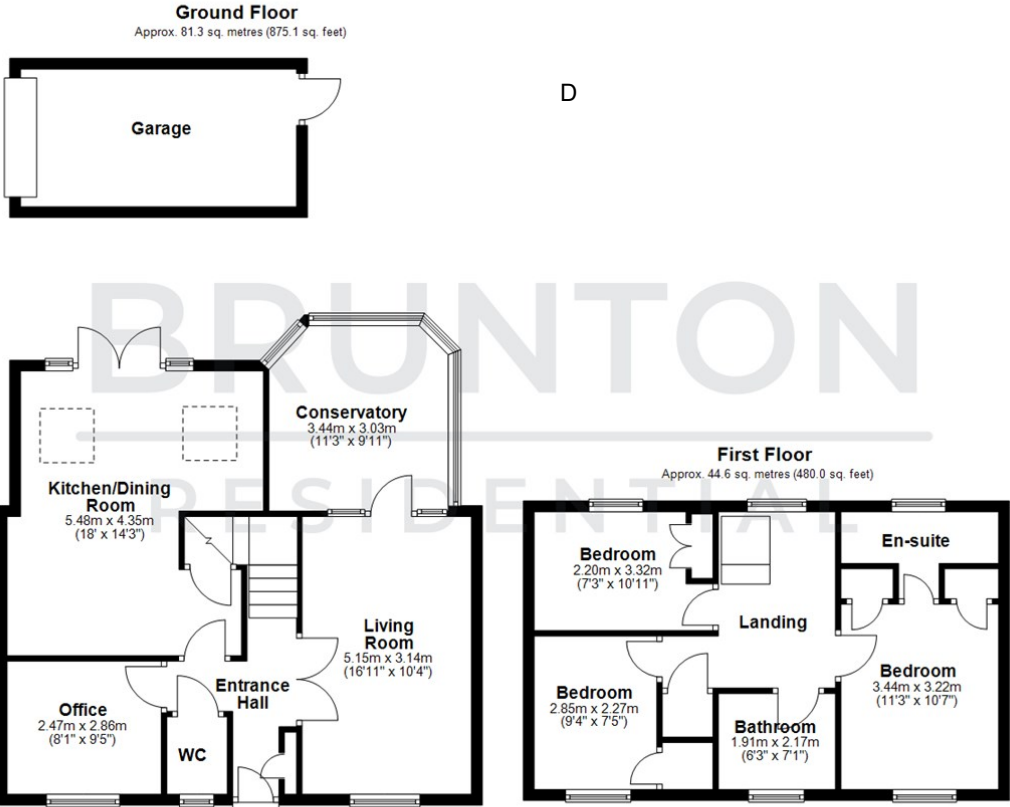 Ground Floor
Approx. 81.3 sq. metres (875.1 sq. feet)
D
Garage
BRUNTON
RESIDENTIAL
Conservatory
3.44m x 3.03m
(11'3" x 9'11")
Kitchen/Dining
Room
5.48m x 4.35m
(18' x 14'3")
Living
Room
5.15m x 3.14m
(16'11" x 10'4")
Entrance
Hall
Office
2.47m x 2.86m
(8'1" x 9'5")
WC
First Floor
Approx. 44.6 sq. metres (480.0 sq. feet)
Bedroom
2.20m x 3.32m
(7'3" x 10'11")
En-suite
Landing
Bedroom
3.44m x 3.22m
(11'3" x 10'7")
Bedroom
2.85m x 2.27m
(9'4" x 7'5")
Bathroom
1.91m x 2.17m
(6'3" x 7'1")